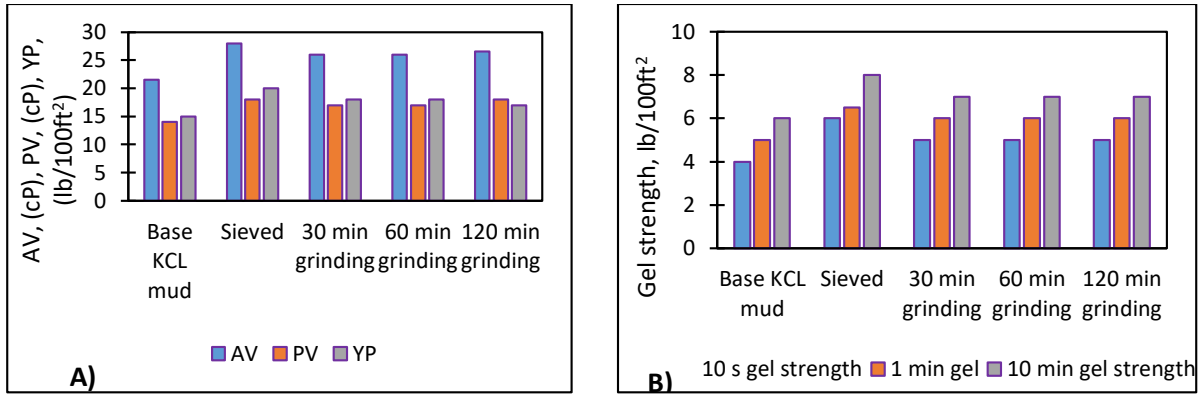 AV, (cP), PV, (cP), YP,
(lb/100ft²)
30
25
20
15
10
5
0
Base
KCL
mud
Sieved
30 min
grinding
60 min
grinding
120 min
grinding
AV PV YP
A)
Gel strength, lb/100ft²
10
8
6
4
2
0
Base KCL
mud
Sieved
30 min
grinding
60 min
grinding
120 min
grinding
10 s gel strength 1 min gel 10 min gel strength
B)